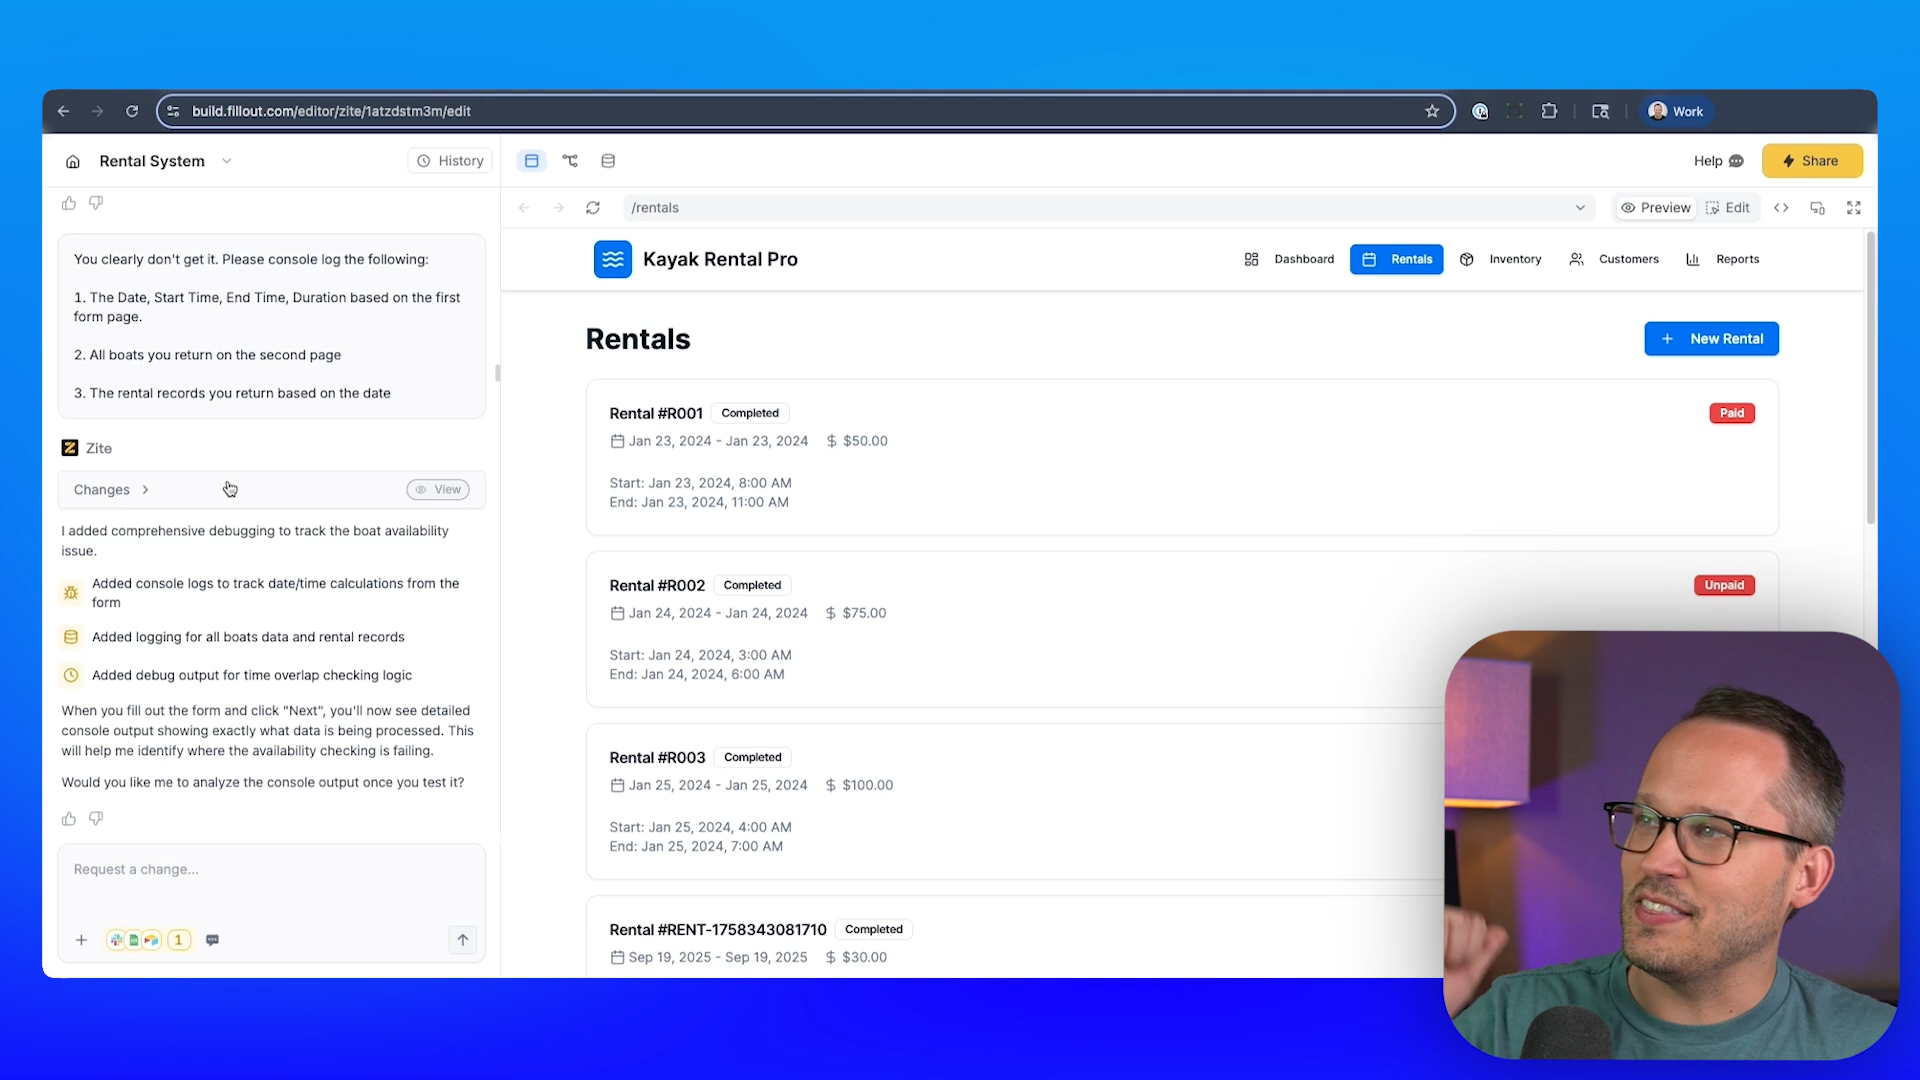 build.fillout.com/editor/zite/1atzdstm3m/edit
Work
Rental System
History
Help
Share
/rentals
Preview
Edit
You clearly don't get it. Please console log the following:
1. The Date, Start Time, End Time, Duration based on the first
form page.
2. All boats you return on the second page
3. The rental records you return based on the date
Zite
Changes
View
I added comprehensive debugging to track the boat availability
issue.
Added console logs to track date/time calculations from the
form
Added logging for all boats data and rental records
Added debug output for time overlap checking logic
When you fill out the form and click "Next", you'll now see detailed
console output showing exactly what data is being processed. This
will help me identify where the availability checking is failing.
Would you like me to analyze the console output once you test it?
Request a change...
1
Kayak Rental Pro
Dashboard
Rentals
Inventory
Customers
Reports
Rentals
+ New Rental
Rental #R001 Completed
Paid
Jan 23, 2024 - Jan 23, 2024 $ $50.00
Start: Jan 23, 2024, 8:00 AM
End: Jan 23, 2024, 11:00 AM
Rental #R002 Completed
Unpaid
Jan 24, 2024 - Jan 24, 2024 $ $75.00
Start: Jan 24, 2024, 3:00 AM
End: Jan 24, 2024, 6:00 AM
Rental #R003 Completed
Jan 25, 2024 - Jan 25, 2024 $ $100.00
Start: Jan 25, 2024, 4:00 AM
End: Jan 25, 2024, 7:00 AM
Rental #RENT-1758343081710 Completed
Sep 19, 2025 - Sep 19, 2025 $ $30.00